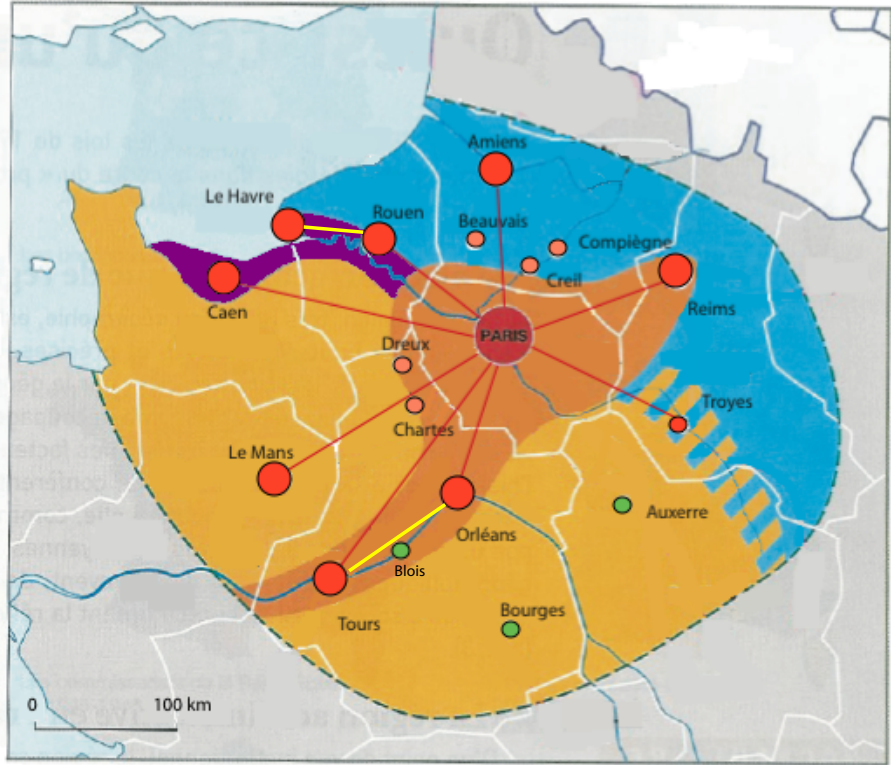 Amiens
Le Havre
Rouen
Beauvais
Compiègne
Creil
Caen
Reims
PARIS
Dreux
Troyes
Chartes
Le Mans
Auxerre
Orléans
Blois
Bourges
Tours
0 100 km